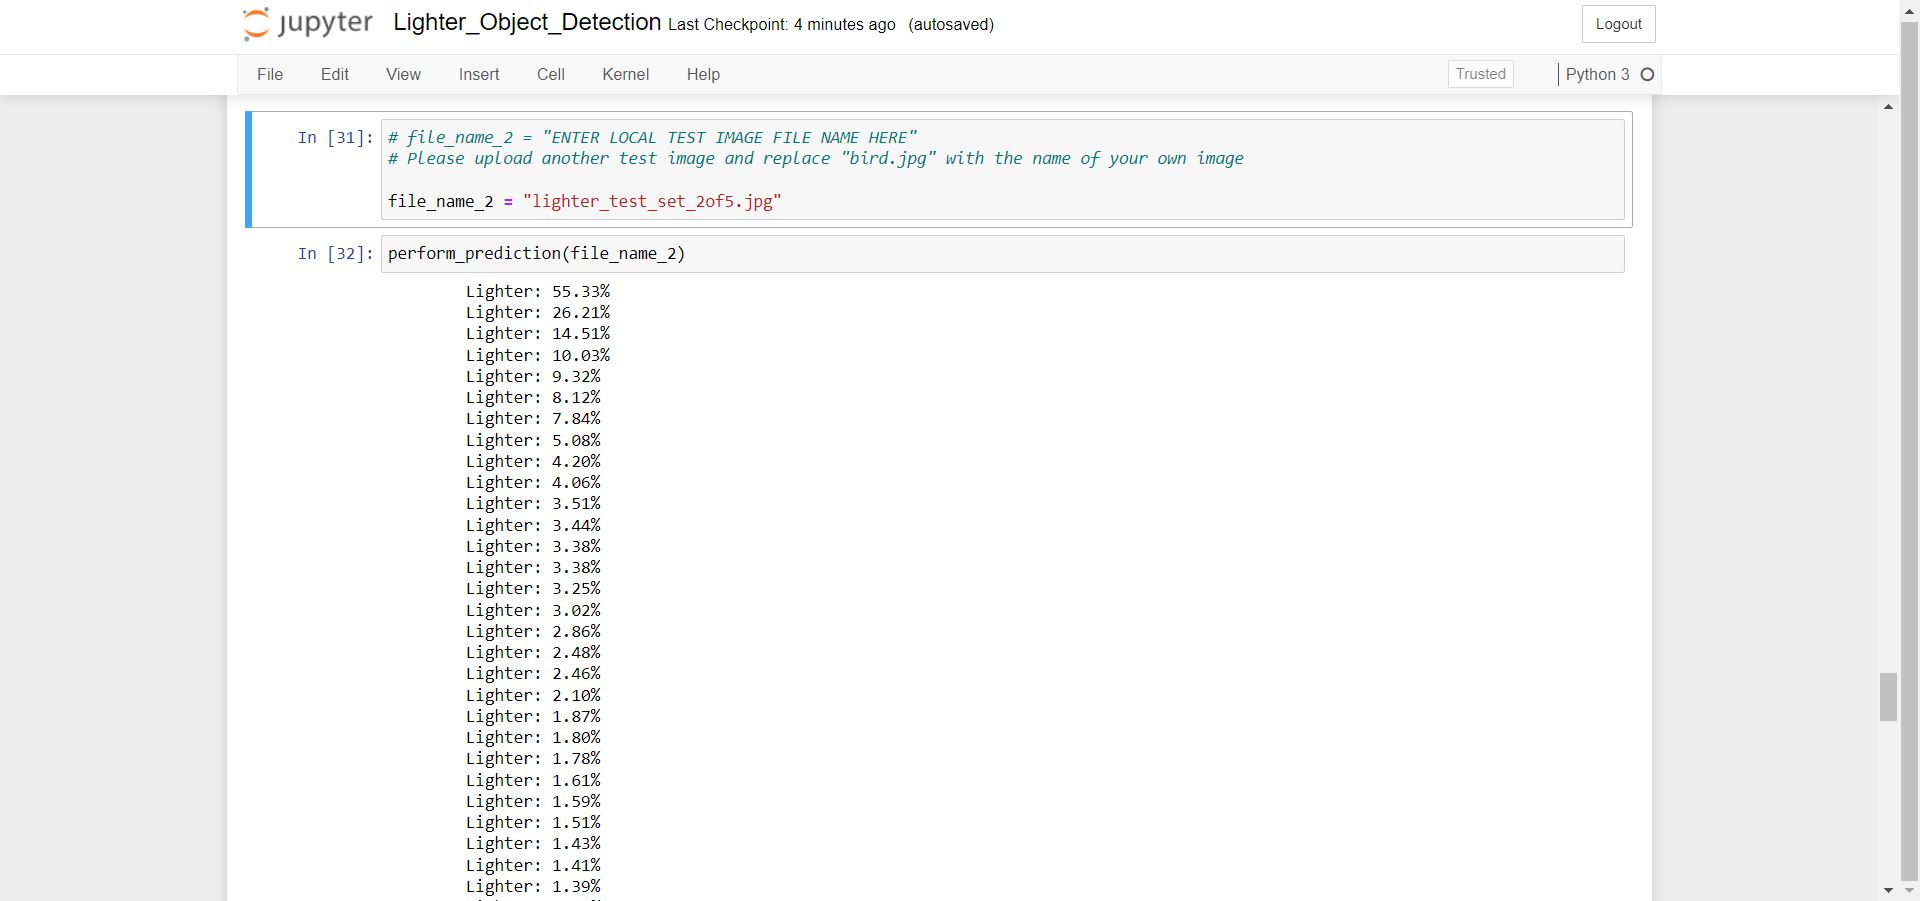 jupyter Lighter_Object_Detection Last Checkpoint: 4 minutes ago (autosaved) Logout
File Edit View Insert Cell Kernel Help Trusted Python 3
In [31]: # file_name_2 = "ENTER LOCAL TEST IMAGE FILE NAME HERE"
# Please upload another test image and replace "bird.jpg" with the name of your own image
file_name_2 = "lighter_test_set_2of5.jpg"
In [32]: perform_prediction(file_name_2)
Lighter: 55.33%
Lighter: 26.21%
Lighter: 14.51%
Lighter: 10.03%
Lighter: 9.32%
Lighter: 8.12%
Lighter: 7.84%
Lighter: 5.08%
Lighter: 4.20%
Lighter: 4.06%
Lighter: 3.51%
Lighter: 3.44%
Lighter: 3.38%
Lighter: 3.38%
Lighter: 3.25%
Lighter: 3.02%
Lighter: 2.86%
Lighter: 2.48%
Lighter: 2.46%
Lighter: 2.10%
Lighter: 1.87%
Lighter: 1.80%
Lighter: 1.78%
Lighter: 1.61%
Lighter: 1.59%
Lighter: 1.51%
Lighter: 1.43%
Lighter: 1.41%
Lighter: 1.39%